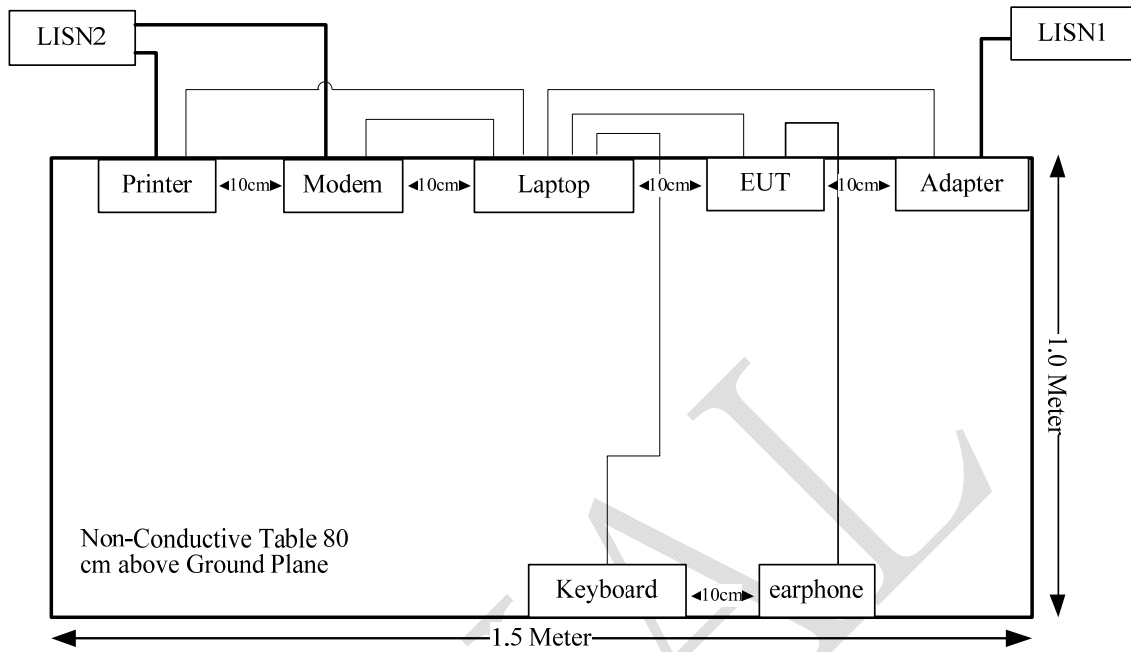 LISN2
LISN1
Printer
10cm
Modem
10cm
Laptop
10cm
EUT
10cm
Adapter
1.0 Meter
Non-Conductive Table 80
cm above Ground Plane
Keyboard
10cm
earphone
1.5 Meter
AL